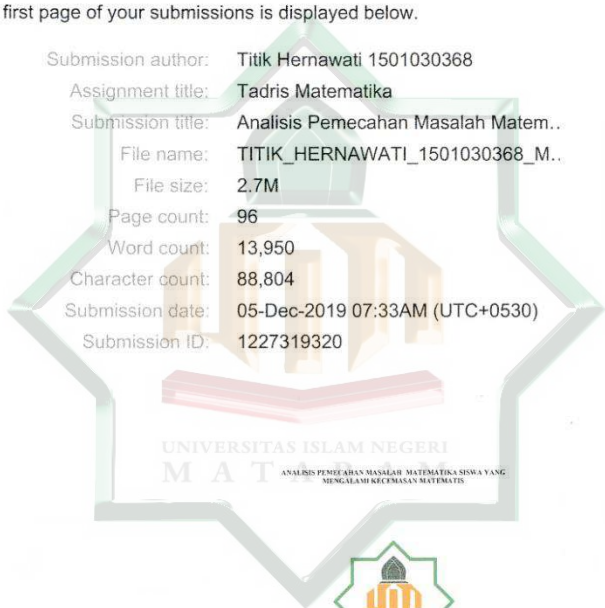 first page of your submissions is displayed below.
Submission author: Titik Hernawati 1501030368
Assignment title: Tadris Matematika
Submission title: Analisis Pemecahan Masalah Matem..
File name: TITIK_HERNAWATI_1501030368_M..
File size: 2.7M
Page count: 96
Word count: 13,950
Character count: 88,804
Submission date: 05-Dec-2019 07:33AM (UTC+0530)
Submission ID: 1227319320
UNIVERSITAS ISLAM NEGERI
MATARAM
ANALISIS PEMECAHAN MASALAH MATEMATIKA SISWA YANG
MENGALAMI KECEMASAN MATEMATIS